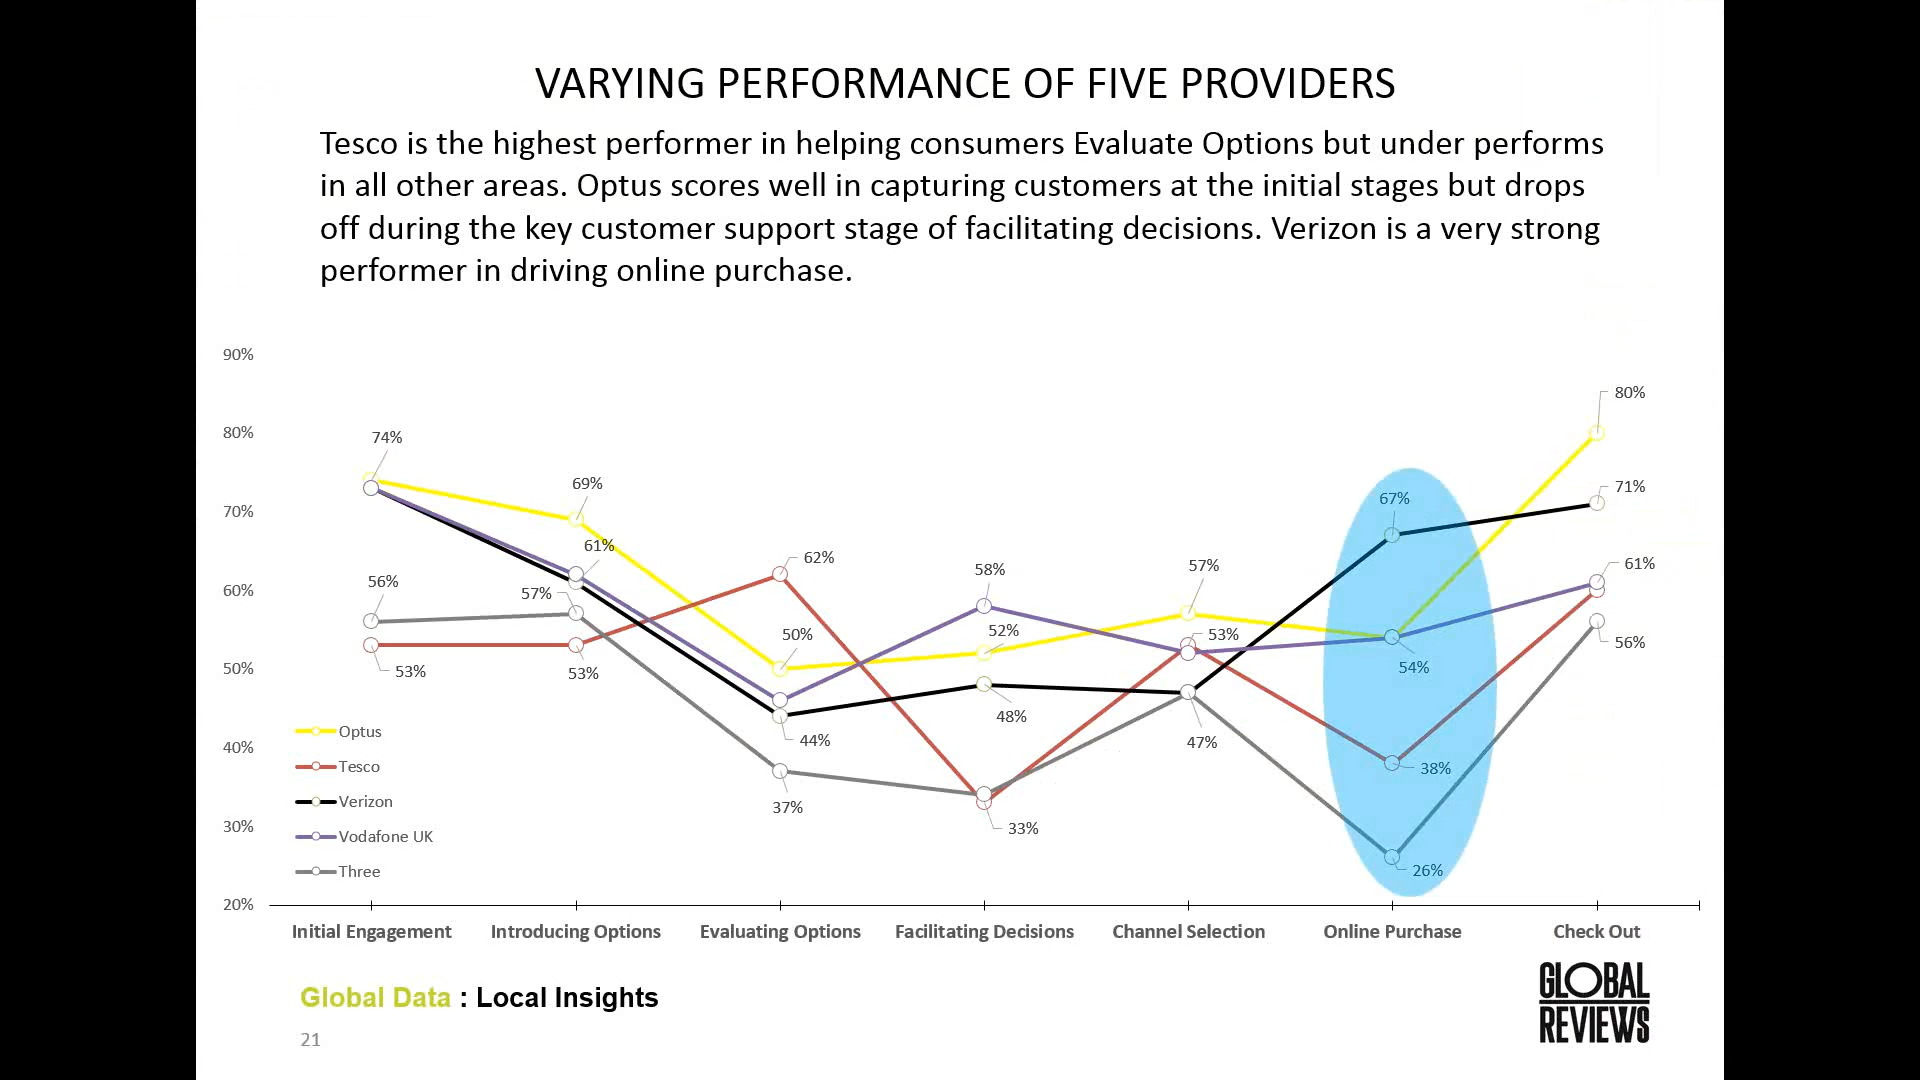 VARYING PERFORMANCE OF FIVE PROVIDERS
Tesco is the highest performer in helping consumers Evaluate Options but under performs
in all other areas. Optus scores well in capturing customers at the initial stages but drops
off during the key customer support stage of facilitating decisions. Verizon is a very strong
performer in driving online purchase.
90%
80%
70%
60%
50%
40%
30%
20%
74%
56%
53%
69%
61%
57%
53%
62%
50%
44%
37%
58%
52%
48%
33%
57%
53%
47%
67%
54%
38%
26%
80%
71%
61%
56%
Optus
Tesco
Verizon
Vodafone UK
Three
Initial Engagement
Introducing Options
Evaluating Options
Facilitating Decisions
Channel Selection
Online Purchase
Check Out
Global Data : Local Insights
21
GLOBAL
REVIEWS